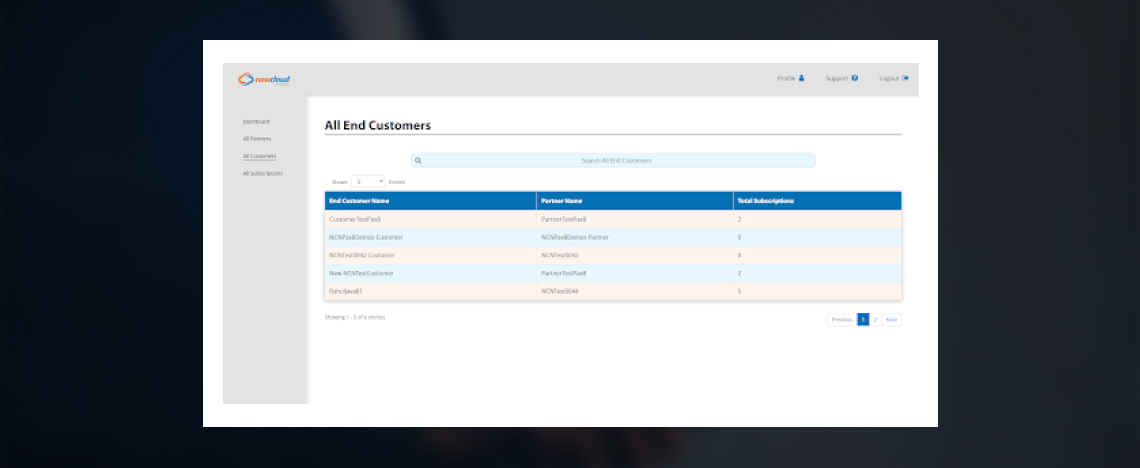 newcloud
Profile Support Logout
Dashboard
All Partners
All Customers
All Subscriptions
All End Customers
Search All End Customers
Shows 5 Entries
End Customer Name Partner Name Total Subscriptions
CustomerTestPax8 PartnerTestPax8 2
NCNPax8Demox Customer NCNPax8Demox Partner 0
NCNTest0042 Customer NCNTest0042 0
New NCNTestCustomer PartnerTestPax8 2
NCNTest0044 5
Showing 1 - 5 of 6 entries
Previous 1 2 Next